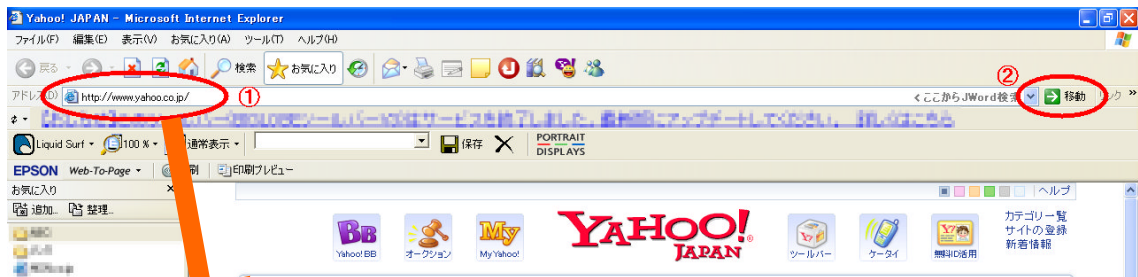 Yahoo! JAPAN - Microsoft Internet Explorer
ファイル(F) 編集(E) 表示(V) お気に入り(A) ツール(T) ヘルプ(H)
戻る 検索 お気に入り
アドレス(D) http://www.yahoo.co.jp/ ① <ここからJWord検索 ② 移動 リンク »
Liquid Surf 100 % 通常表示 保存 PORTRAIT DISPLAYS
EPSON Web-To-Page 印刷 印刷プレビュー
お気に入り ×
追加... 整理...
ヘルプ
BB Yahoo! BB オークション My My Yahoo! YAHOO! JAPAN ツールバー ケータイ 無料ID活用
カテゴリ一覧
サイトの登録
新着情報